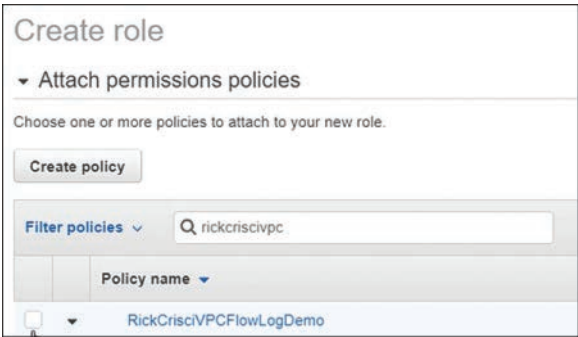 Create role
Attach permissions policies
Choose one or more policies to attach to your new role.
Create policy
Filter policies
rickcriscivpc
Policy name
RickCrisciVPCFlowLogDemo